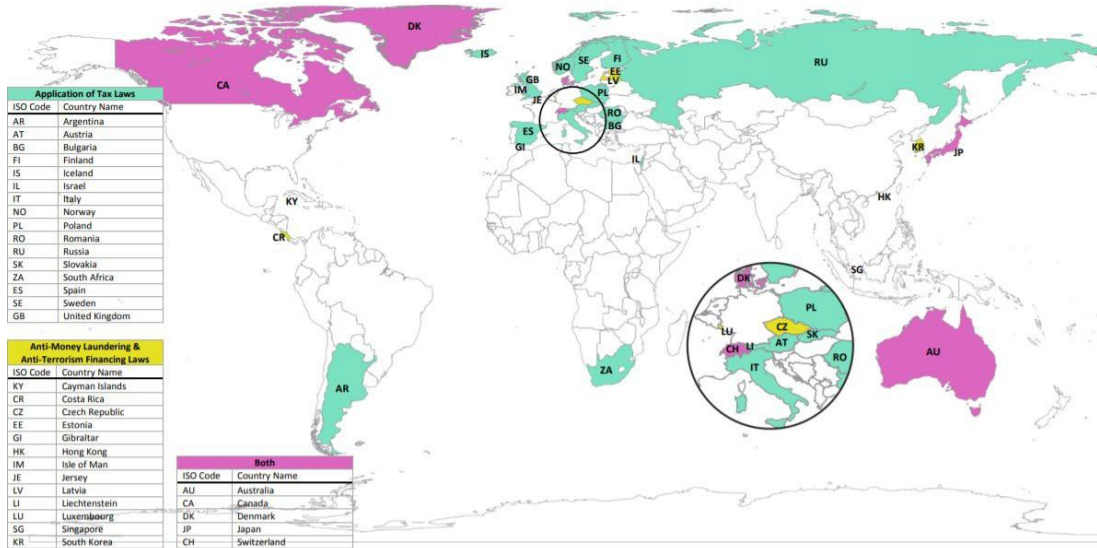 DK
IS
CA
NO
SE
FI
RU
EE
LV
GB
IM
JE
PL
RO
BG
ES
GI
IL
KR
JP
HK
KY
CR
SG
ZA
AR
AU
DK
PL
LU
CZ
SK
CH
LI
AT
RO
IT
Application of Tax Laws
ISO Code Country Name
AR Argentina
AT Austria
BG Bulgaria
FI Finland
IS Iceland
IL Israel
IT Italy
NO Norway
PL Poland
RO Romania
RU Russia
SK Slovakia
ZA South Africa
ES Spain
SE Sweden
GB United Kingdom
Anti-Money Laundering &
Anti-Terrorism Financing Laws
ISO Code Country Name
KY Cayman Islands
CR Costa Rica
CZ Czech Republic
EE Estonia
GI Gibraltar
HK Hong Kong
IM Isle of Man
JE Jersey
LV Latvia
LI Liechtenstein
LU Luxembourg
SG Singapore
KR South Korea
Both
ISO Code Country Name
AU Australia
CA Canada
DK Denmark
JP Japan
CH Switzerland